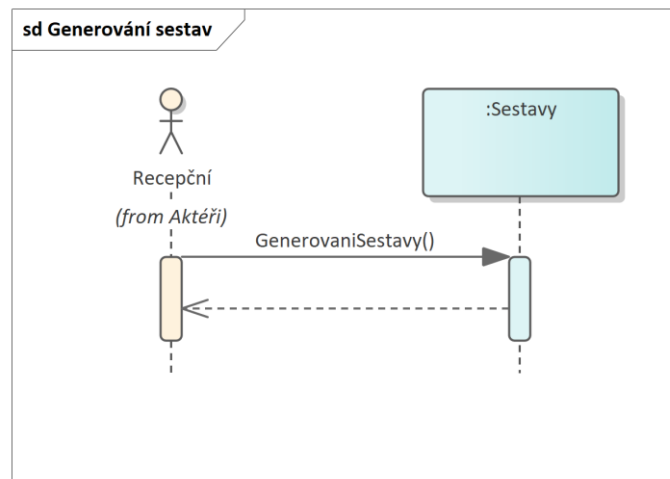 sd Generování sestav
:Sestavy
Recepční
(from Aktéři)
GenerovaniSestavy()